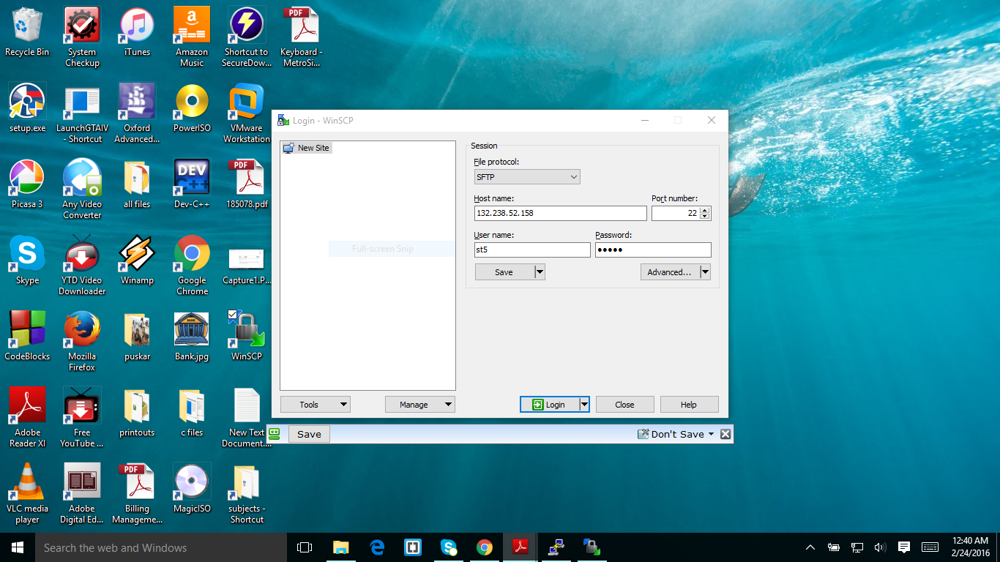 Recycle Bin
System
Checkup
iTunes
Amazon
Music
Shortcut to
SecureDow...
PDF
Keyboard -
MetroSi...
setup.exe
LaunchGTAIV
- Shortcut
Oxford
Advanced...
PowerISO
VMware
Workstation
Picasa 3
Any Video
Converter
all files
DEV
C++
Dev-C++
PDF
185078.pdf
Skype
YTD Video
Downloader
Winamp
Google
Chrome
Capture1.P...
CodeBlocks
Mozilla
Firefox
puskar
BANK
Bank.jpg
WinSCP
Adobe
Reader XI
Free
YouTube ...
printouts
c files
New Text
Document....
VLC media
player
Adobe
Digital Ed...
PDF
Billing
Manageme...
MagicISO
subjects -
Shortcut
Login - WinSCP
New Site
Full-screen Snip
Session
File protocol:
SFTP
Host name:
Port number:
132.238.52.158
22
User name:
Password:
st5
●●●●●
Save
Advanced...
Tools
Manage
Login
Close
Help
Save
Don't Save
Search the web and Windows
12:40 AM
2/24/2016